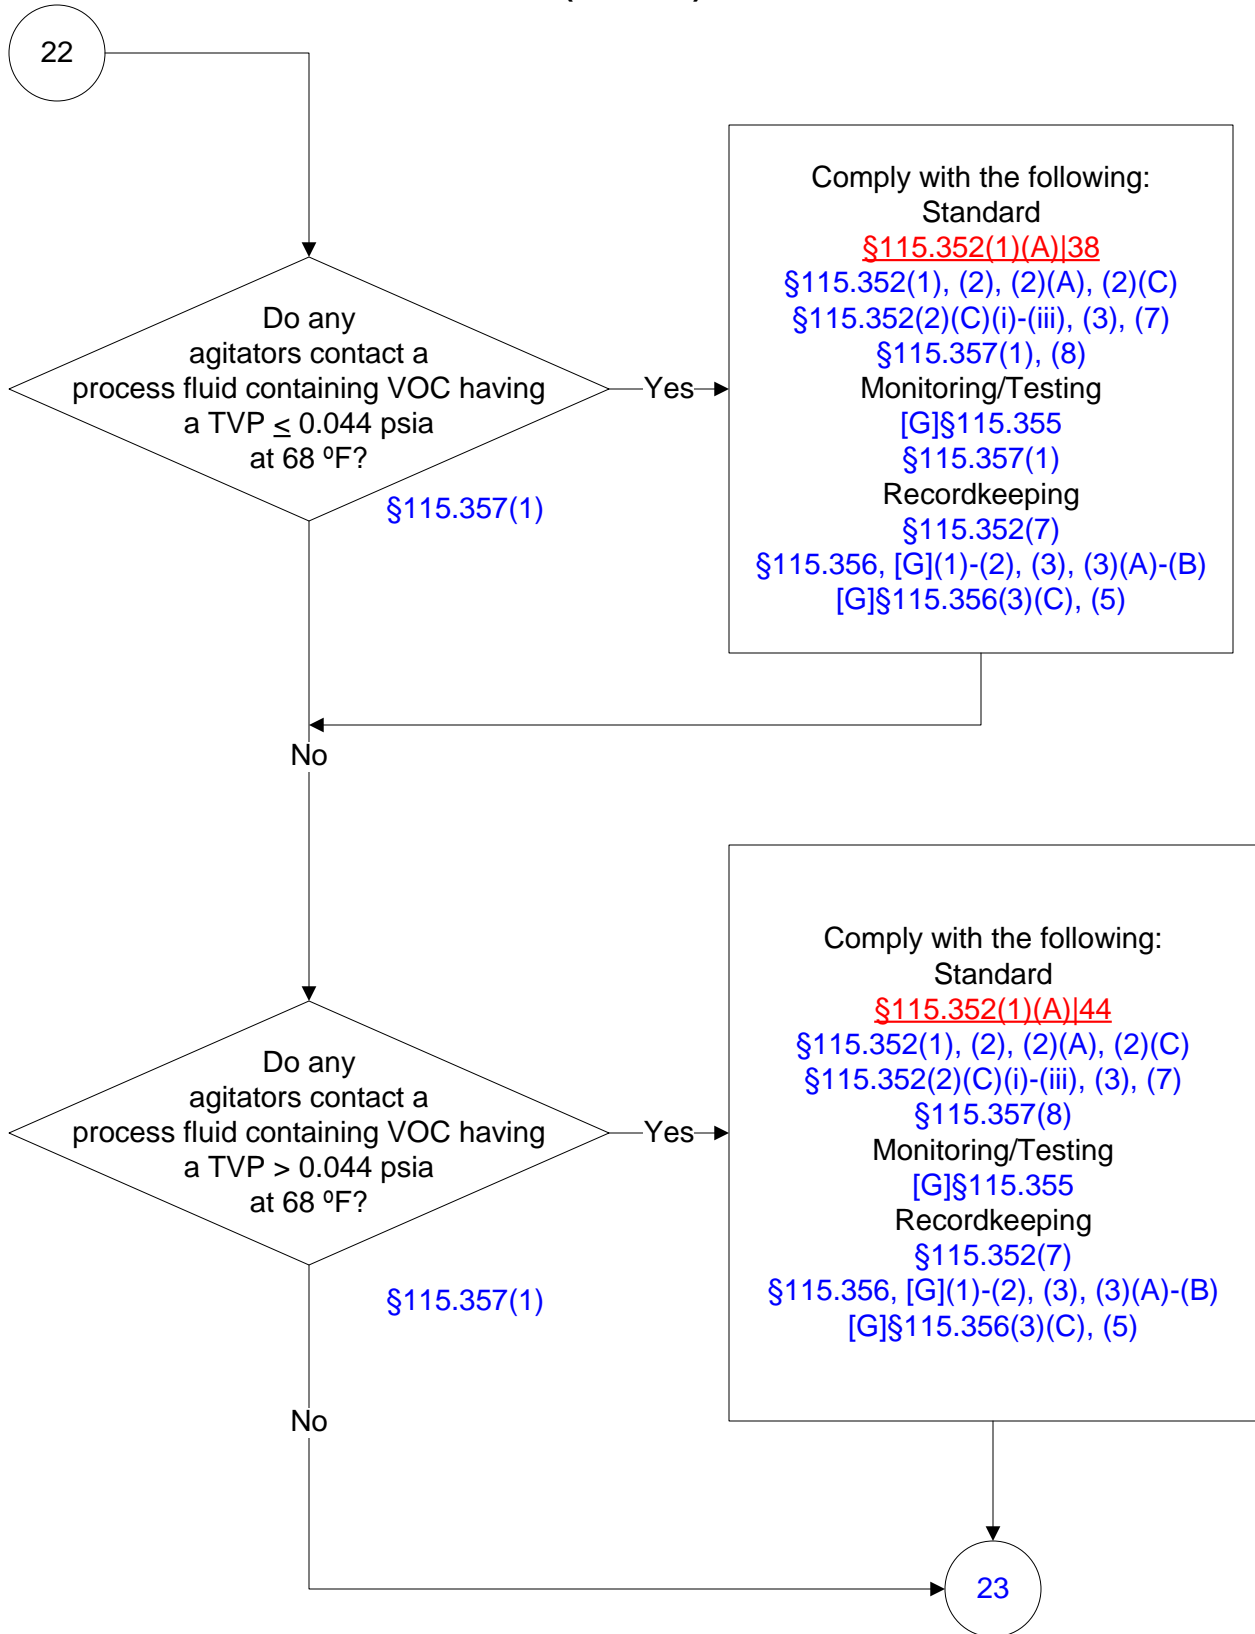 22
Do any
agitators contact a
process fluid containing VOC having
a TVP ≤ 0.044 psia
at 68 ºF?
§115.357(1)
Yes
Comply with the following:
Standard
§115.352(1)(A)|38
§115.352(1), (2), (2)(A), (2)(C)
§115.352(2)(C)(i)-(iii), (3), (7)
§115.357(1), (8)
Monitoring/Testing
[G]§115.355
§115.357(1)
Recordkeeping
§115.352(7)
§115.356, [G](1)-(2), (3), (3)(A)-(B)
[G]§115.356(3)(C), (5)
No
Do any
agitators contact a
process fluid containing VOC having
a TVP > 0.044 psia
at 68 ºF?
§115.357(1)
Yes
Comply with the following:
Standard
§115.352(1)(A)|44
§115.352(1), (2), (2)(A), (2)(C)
§115.352(2)(C)(i)-(iii), (3), (7)
§115.357(8)
Monitoring/Testing
[G]§115.355
Recordkeeping
§115.352(7)
§115.356, [G](1)-(2), (3), (3)(A)-(B)
[G]§115.356(3)(C), (5)
No
23